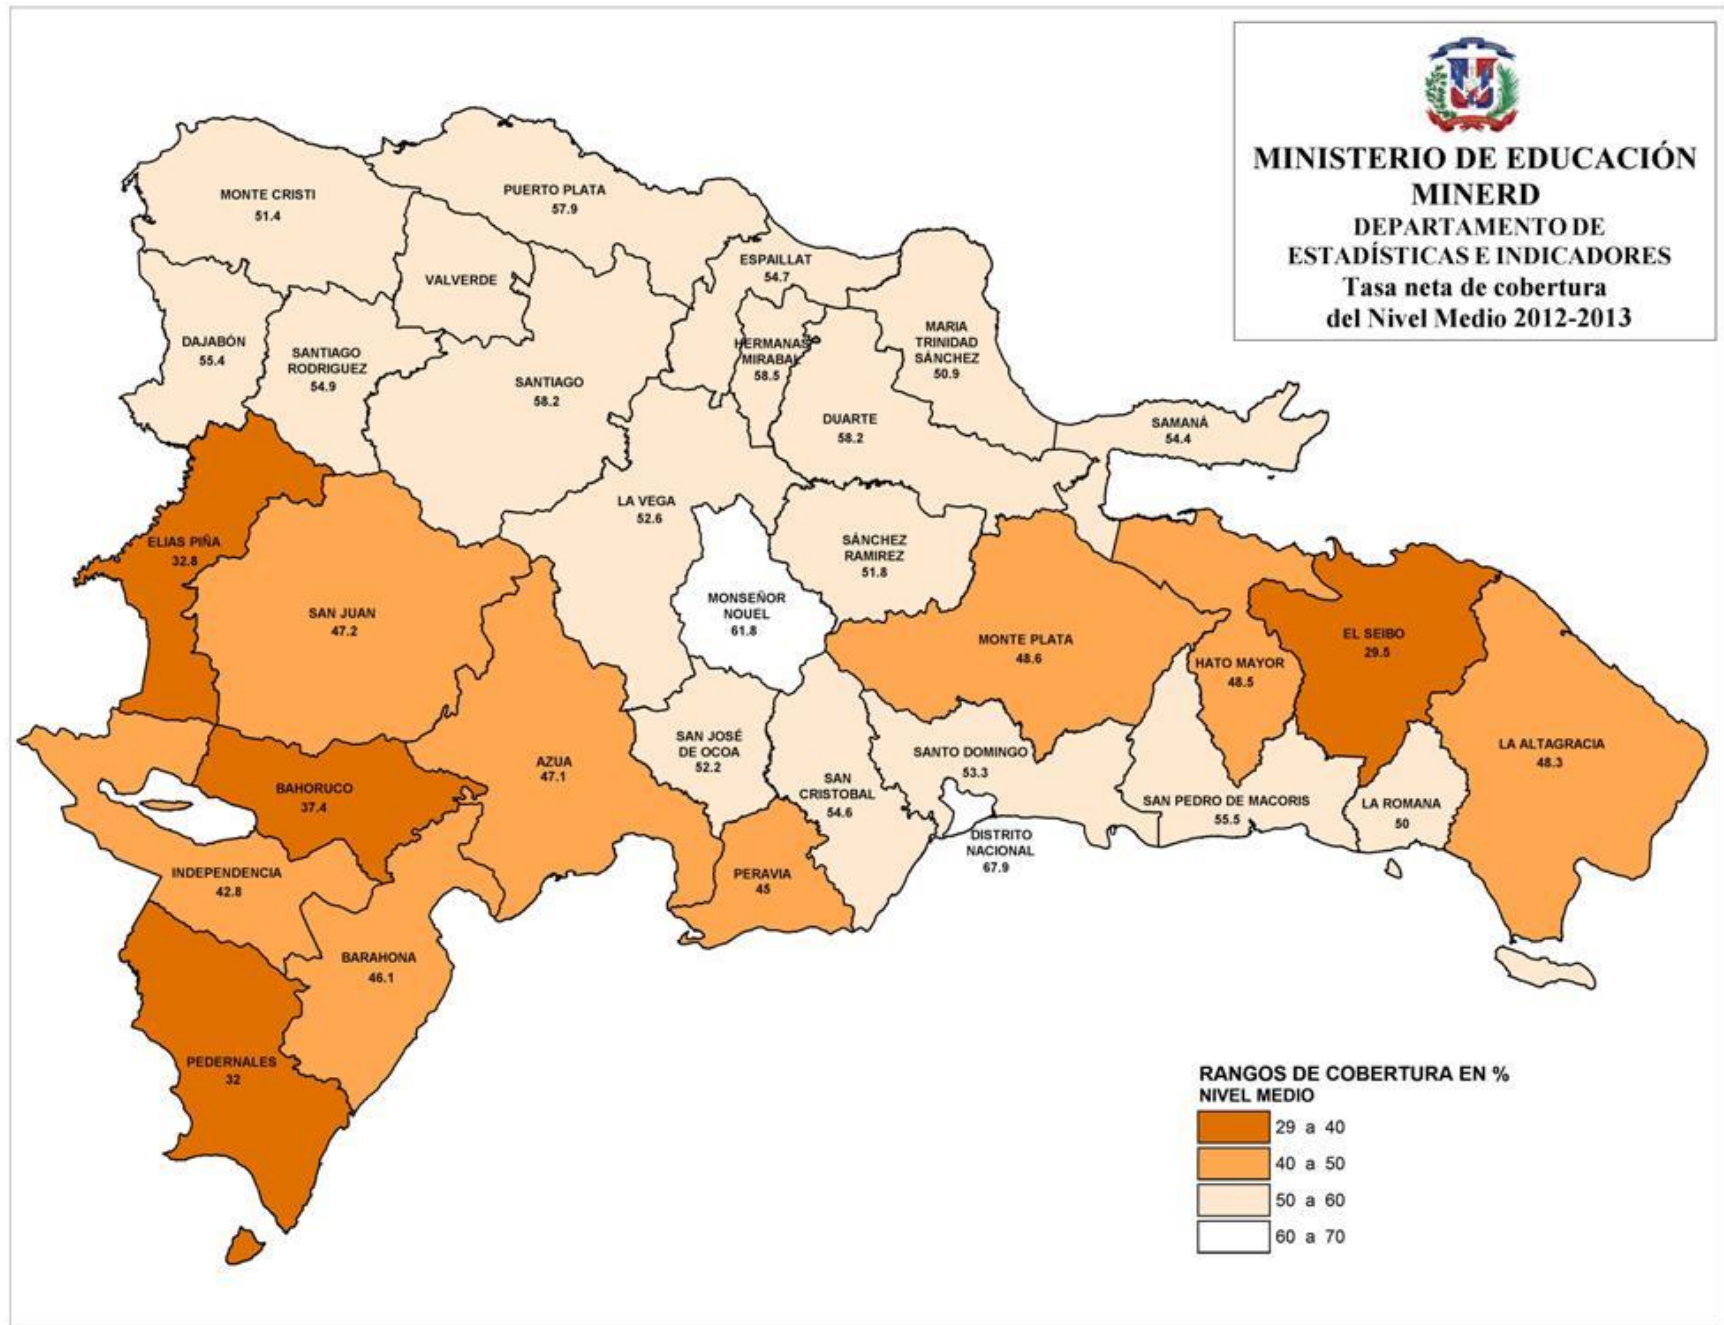 MINISTERIO DE EDUCACIÓN
MINERD
DEPARTAMENTO DE
ESTADÍSTICAS E INDICADORES
Tasa neta de cobertura
del Nivel Medio 2012-2013
MONTE CRISTI
51.4
PUERTO PLATA
57.9
VALVERDE
ESPAILLAT
54.7
DAJABÓN
55.4
SANTIAGO
RODRIGUEZ
54.9
SANTIAGO
58.2
HERMANAS
MIRABAL
58.5
MARIA
TRINIDAD
SÁNCHEZ
50.9
DUARTE
58.2
SAMANÁ
54.4
LA VEGA
52.6
ELIAS PIÑA
32.8
SÁNCHEZ
RAMIREZ
51.8
SAN JUAN
47.2
MONSEÑOR
NOUEL
61.8
MONTE PLATA
48.6
HATO MAYOR
48.5
EL SEIBO
29.5
LA ALTAGRACIA
48.3
SAN JOSÉ
DE OCOA
52.2
AZUA
47.1
SANTO DOMINGO
53.3
BAHORUCO
37.4
SAN
CRISTOBAL
54.6
SAN PEDRO DE MACORIS
55.5
LA ROMANA
50
DISTRITO
NACIONAL
67.9
INDEPENDENCIA
42.8
PERAVIA
45
BARAHONA
46.1
PEDERNALES
32
RANGOS DE COBERTURA EN %
NIVEL MEDIO
29 a 40
40 a 50
50 a 60
60 a 70